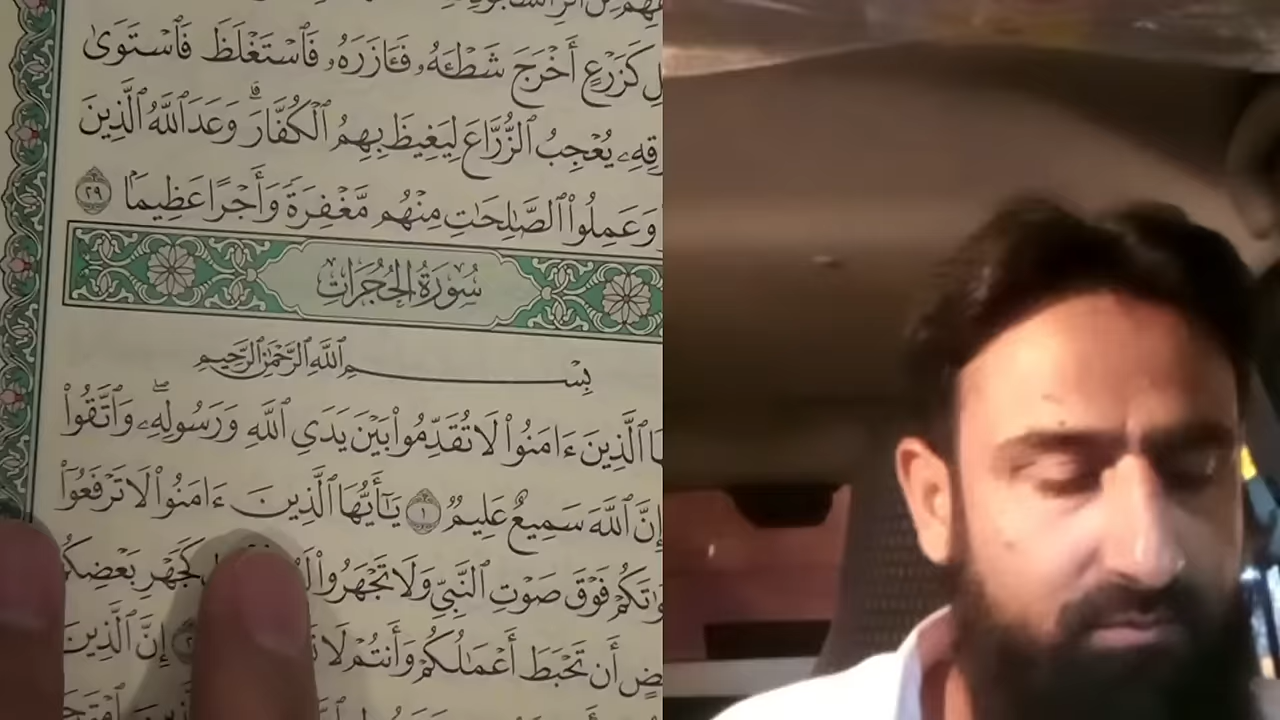 كَزَرْعٍ أَخْرَجَ شَطْـَٔهُۥ فَـَٔازَرَهُۥ فَٱسْتَغْلَظَ فَٱسْتَوَىٰ
يُعْجِبُ ٱلزُّرَّاعَ لِيَغِيظَ بِهِمُ ٱلْكُفَّارَ ۗ وَعَدَ ٱللَّهُ ٱلَّذِينَ
وَعَمِلُوا۟ ٱلصَّـٰلِحَـٰتِ مِنْهُم مَّغْفِرَةً وَأَجْرًا عَظِيمًۢا ٢٩
سُورَةُ الْحُجُرَاتِ
بِسْمِ ٱللَّهِ ٱلرَّحْمَـٰنِ ٱلرَّحِيمِ
ٱلَّذِينَ ءَامَنُوا۟ لَا تُقَدِّمُوا۟ بَيْنَ يَدَىِ ٱللَّهِ وَرَسُولِهِۦ ۖ وَٱتَّقُوا۟
إِنَّ ٱللَّهَ سَمِيعٌ عَلِيمٌ ١ يَـٰٓأَيُّهَا ٱلَّذِينَ ءَامَنُوا۟ لَا تَرْفَعُوٓا۟
فَوْقَ صَوْتِ ٱلنَّبِىِّ وَلَا تَجْهَرُوا۟ كَجَهْرِ
أَن تَحْبَطَ أَعْمَـٰلُكُمْ وَأَنتُمْ لَا إِنَّ ٱلَّذِينَ